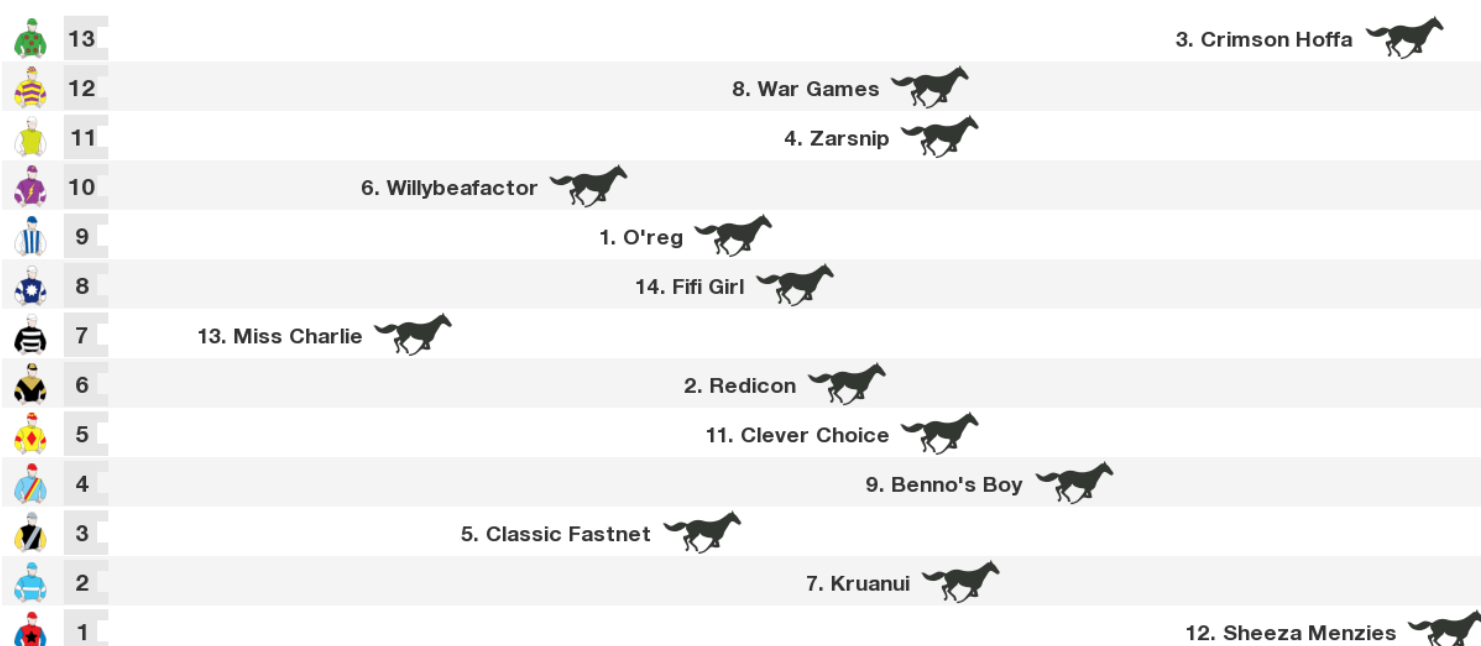 13 3. Crimson Hoffa
12 8. War Games
11 4. Zarsnip
10 6. Willybeafactor
9 1. O'reg
8 14. Fifi Girl
7 13. Miss Charlie
6 2. Redicon
5 11. Clever Choice
4 9. Benno's Boy
3 5. Classic Fastnet
2 7. Kruanui
1 12. Sheeza Menzies